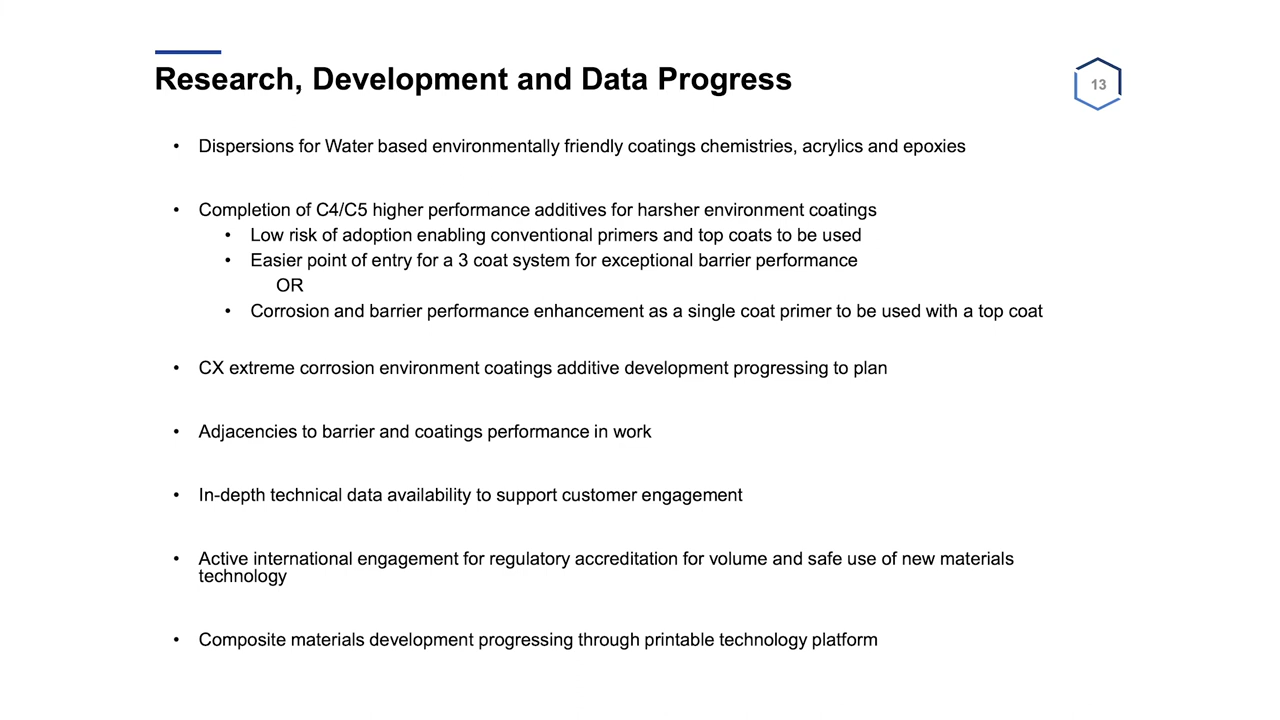 Research, Development and Data Progress
13
• Dispersions for Water based environmentally friendly coatings chemistries, acrylics and epoxies
• Completion of C4/C5 higher performance additives for harsher environment coatings
• Low risk of adoption enabling conventional primers and top coats to be used
• Easier point of entry for a 3 coat system for exceptional barrier performance
OR
• Corrosion and barrier performance enhancement as a single coat primer to be used with a top coat
• CX extreme corrosion environment coatings additive development progressing to plan
• Adjacencies to barrier and coatings performance in work
• In-depth technical data availability to support customer engagement
• Active international engagement for regulatory accreditation for volume and safe use of new materials
technology
• Composite materials development progressing through printable technology platform